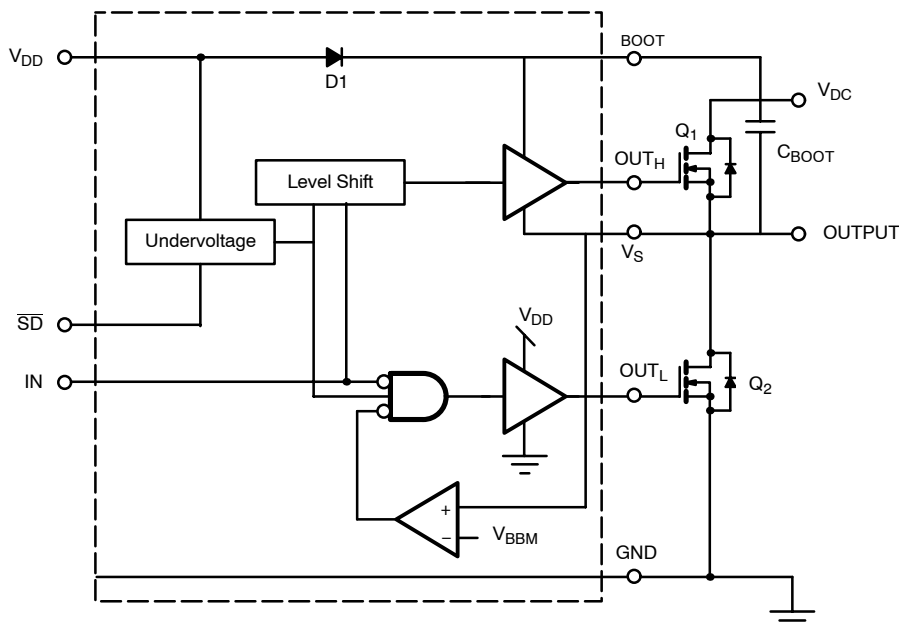 BOOT
V_DD
D1
V_DC
Q_1
C_BOOT
Level Shift
OUT_H
Undervoltage
OUTPUT
V_S
SD
V_DD
IN
OUT_L
Q_2
+
−
V_BBM
GND